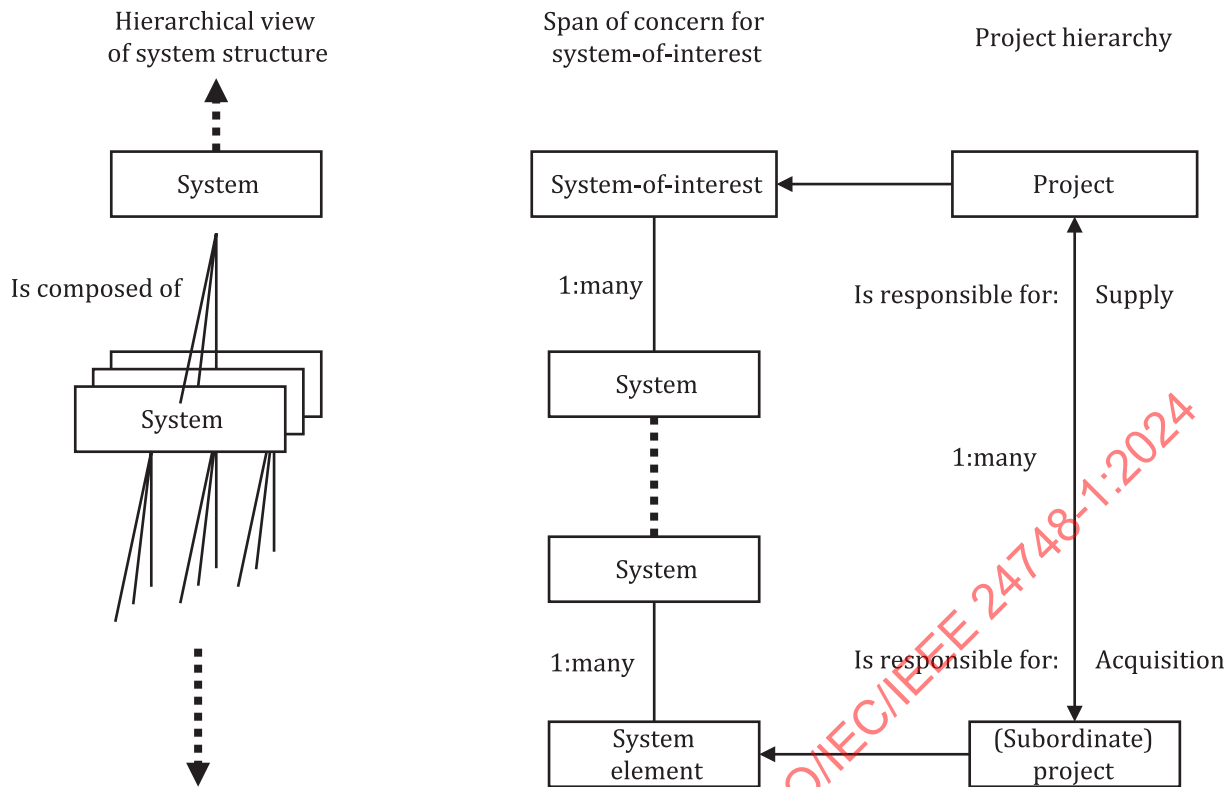 Hierarchical view
of system structure
Span of concern for
system-of-interest
Project hierarchy
System
System-of-interest
Project
Is composed of
1:many
Is responsible for:
Supply
System
System
1:many
System
1:many
Is responsible for:
Acquisition
System
element
(Subordinate)
project
O/IEC/IEEE 24748-1:2024